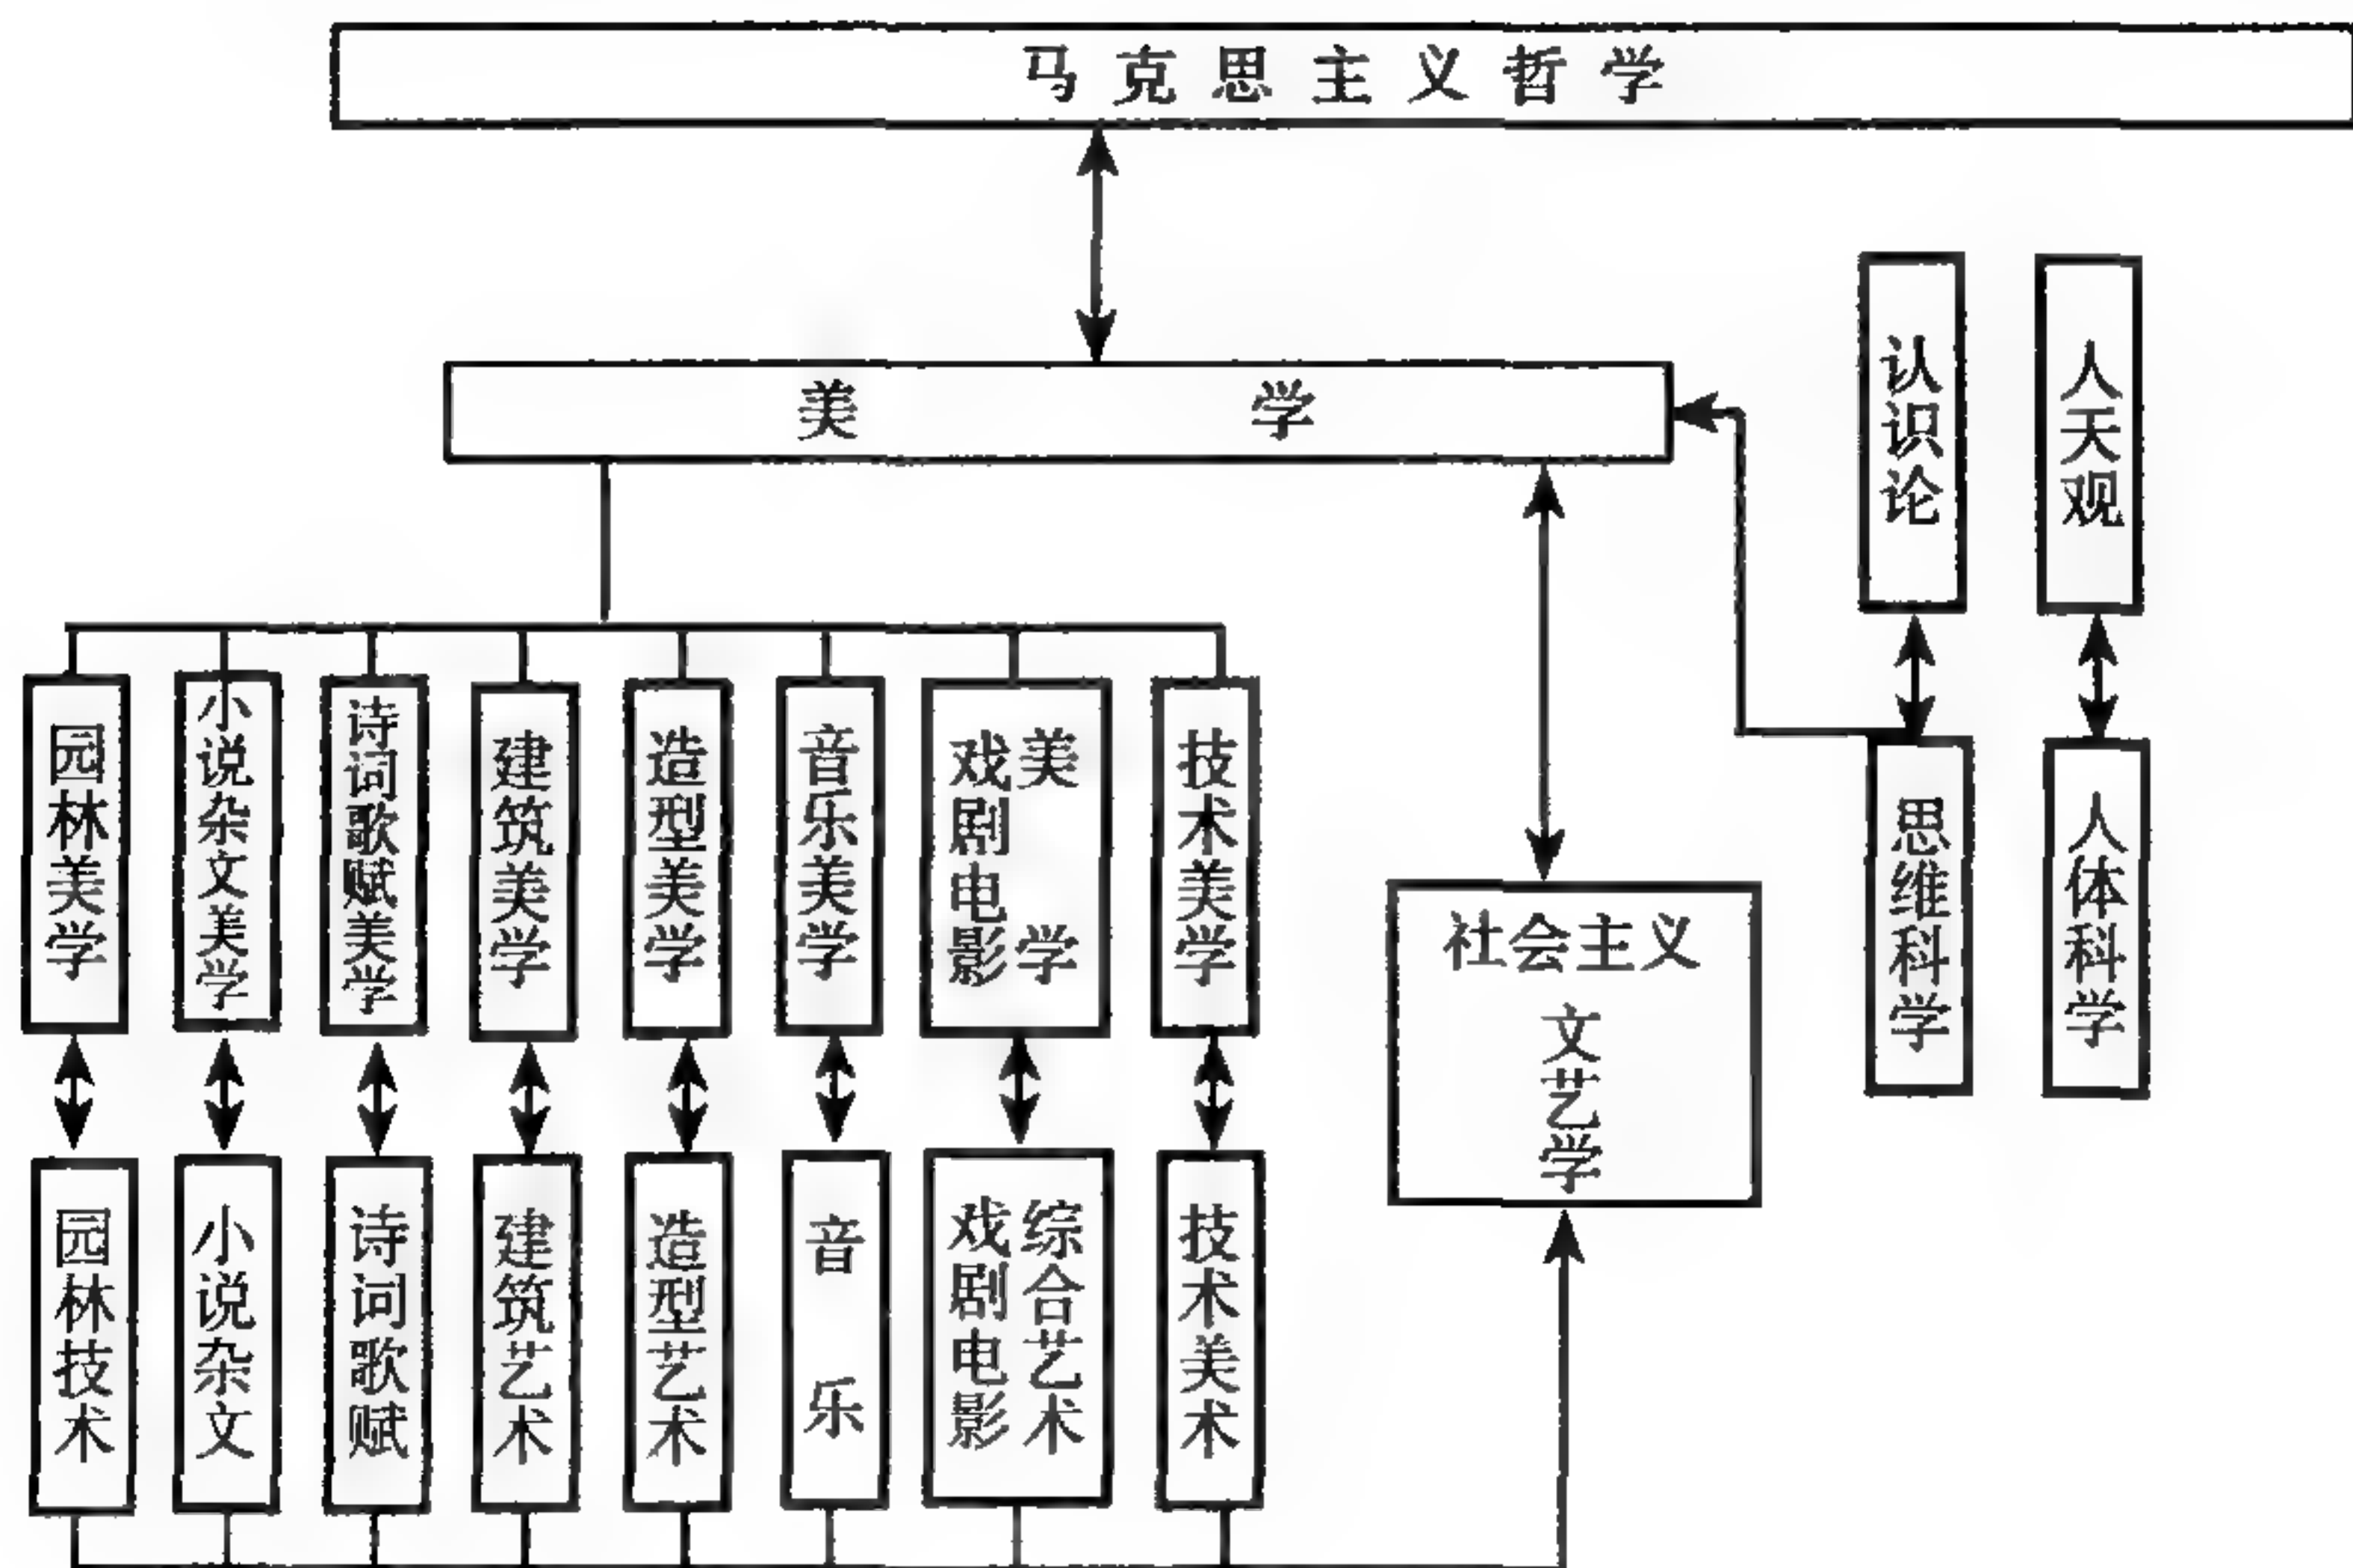 马克思主义哲学
美学
认识论
人天观
园林美学
小说杂文美学
诗词歌赋美学
建筑美学
造型美学
音乐美学
戏剧电影
美学
技术美学
社会主义
文艺学
思维科学
人体科学
园林技术
小说杂文
诗词歌赋
建筑艺术
造型艺术
音乐
戏剧电影
综合艺术
技术美术